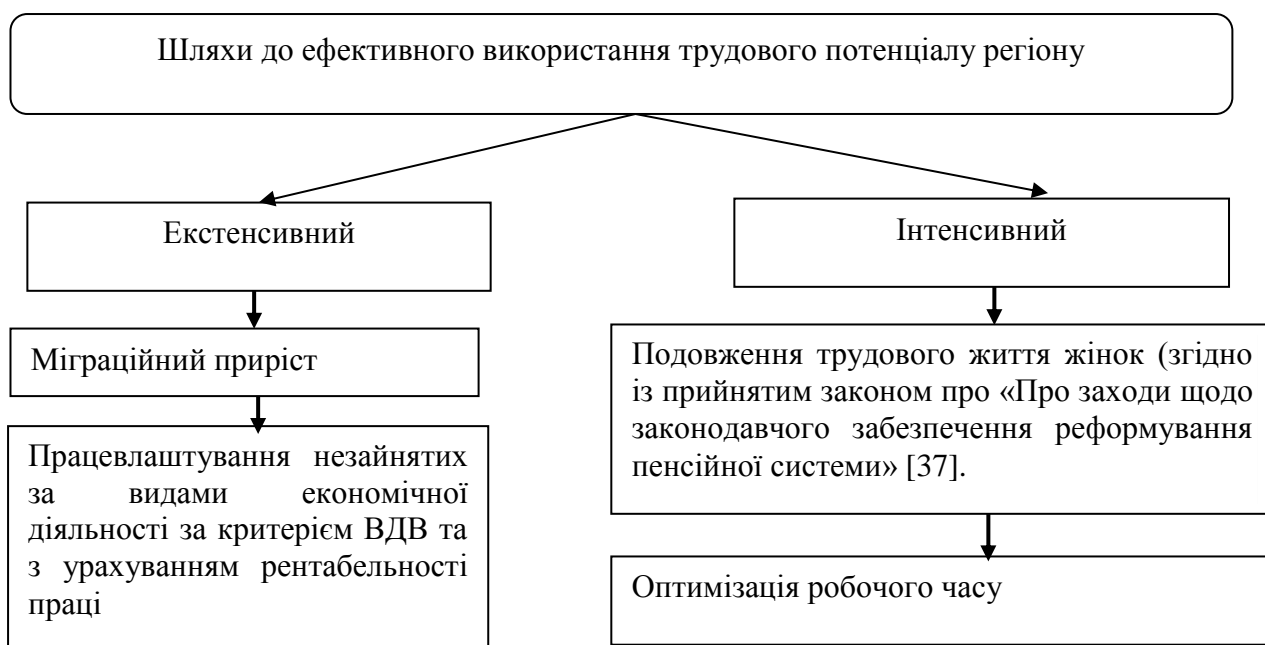 Шляхи до ефективного використання трудового потенціалу регіону
Екстенсивний
Інтенсивний
Міграційний приріст
Подовження трудового життя жінок (згідно
із прийнятим законом про «Про заходи щодо
законодавчого забезпечення реформування
пенсійної системи» [37].
Працевлаштування незайнятих
за видами економічної
діяльності за критерієм ВДВ та
з урахуванням рентабельності
праці
Оптимізація робочого часу